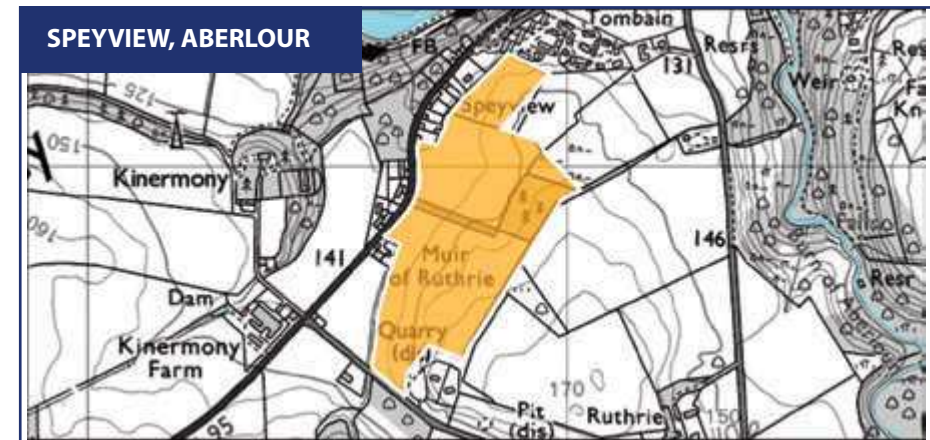 SPEYVIEW, ABERLOUR
Tombain
FB
Resrs
131
Weir
125
Speyview
150
Kinermony
160
141
Muir
of Ruthrie
146
Falls
Resr
Dam
Quarry
(dis)
Kinermony
Farm
170
Pit
(dis)
Ruthrie
150
95